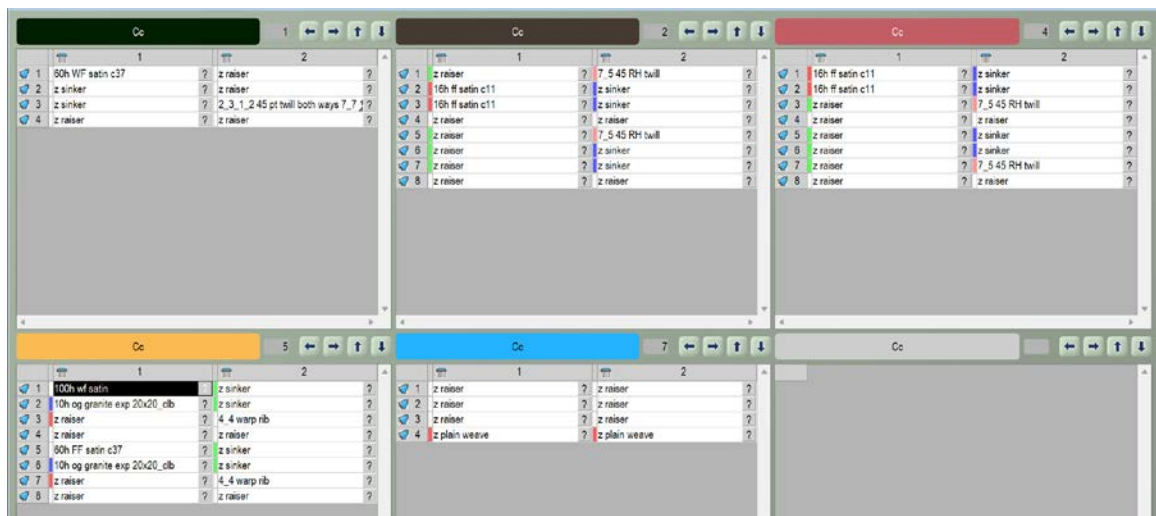 Cc 1
1 2
1 60h WF satin c37 ? z raiser ?
2 z sinker ? z raiser ?
3 z sinker ? 2_3_1_2 45 pt twill both ways 7_7 ?
4 z raiser ? z raiser ?
Cc 2
1 2
1 z raiser ? 7_5 45 RH twill ?
2 16h ff satin c11 ? z sinker ?
3 16h ff satin c11 ? z sinker ?
4 z raiser ? z raiser ?
5 z raiser ? 7_5 45 RH twill ?
6 z raiser ? z sinker ?
7 z raiser ? z sinker ?
8 z raiser ? z raiser ?
Cc 4
1 2
1 16h ff satin c11 ? z sinker ?
2 16h ff satin c11 ? z sinker ?
3 z raiser ? 7_5 45 RH twill ?
4 z raiser ? z raiser ?
5 z raiser ? z sinker ?
6 z raiser ? z sinker ?
7 z raiser ? 7_5 45 RH twill ?
8 z raiser ? z raiser ?
Cc 5
1 2
1 100h wf satin ? z sinker ?
2 10h og granite exp 20x20_clb ? z sinker ?
3 z raiser ? 4_4 warp rib ?
4 z raiser ? z raiser ?
5 60h FF satin c37 ? z sinker ?
6 10h og granite exp 20x20_clb ? z sinker ?
7 z raiser ? 4_4 warp rib ?
8 z raiser ? z raiser ?
Cc 7
1 2
1 z raiser ? z raiser ?
2 z raiser ? z raiser ?
3 z raiser ? z raiser ?
4 z plain weave ? z plain weave ?
Cc